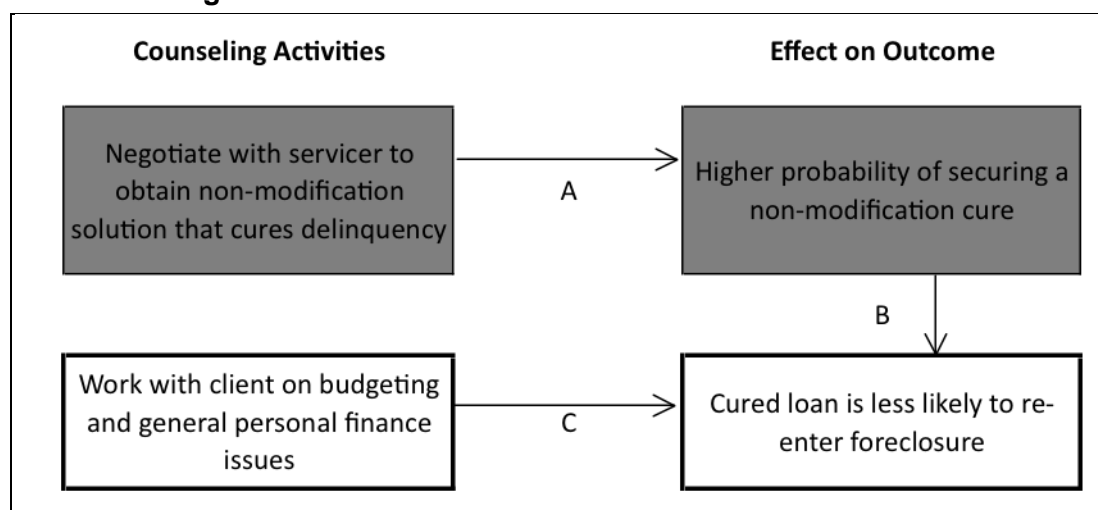 Counseling Activities
Effect on Outcome
Negotiate with servicer to
obtain non-modification
solution that cures delinquency
A
Higher probability of securing a
non-modification cure
B
Work with client on budgeting
and general personal finance
issues
C
Cured loan is less likely to re-
enter foreclosure